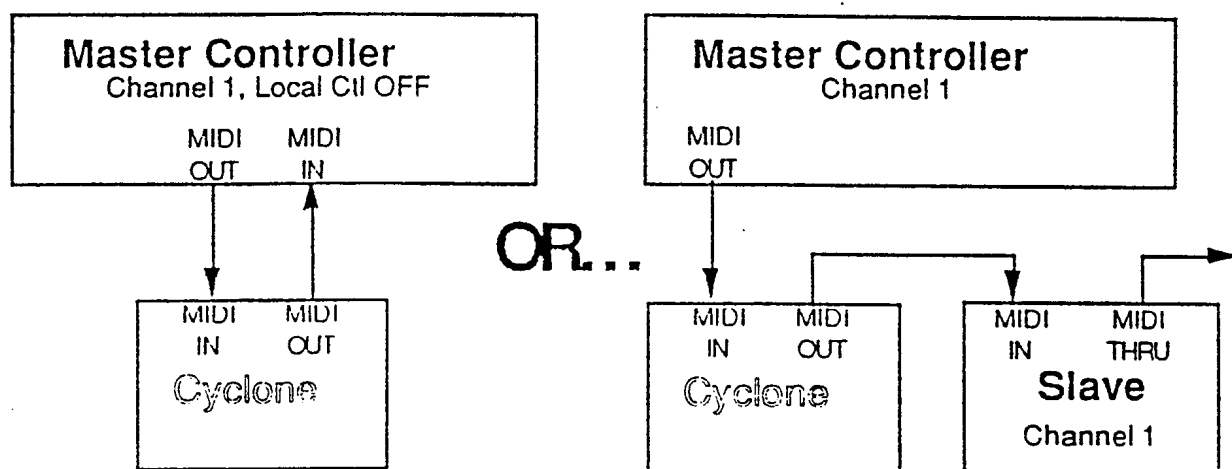 Master Controller
Channel 1, Local Ctl OFF
MIDI OUT
MIDI IN
MIDI IN
MIDI OUT
Cyclone
OR...
Master Controller
Channel 1
MIDI OUT
MIDI IN
MIDI OUT
Cyclone
MIDI IN
MIDI THRU
Slave
Channel 1